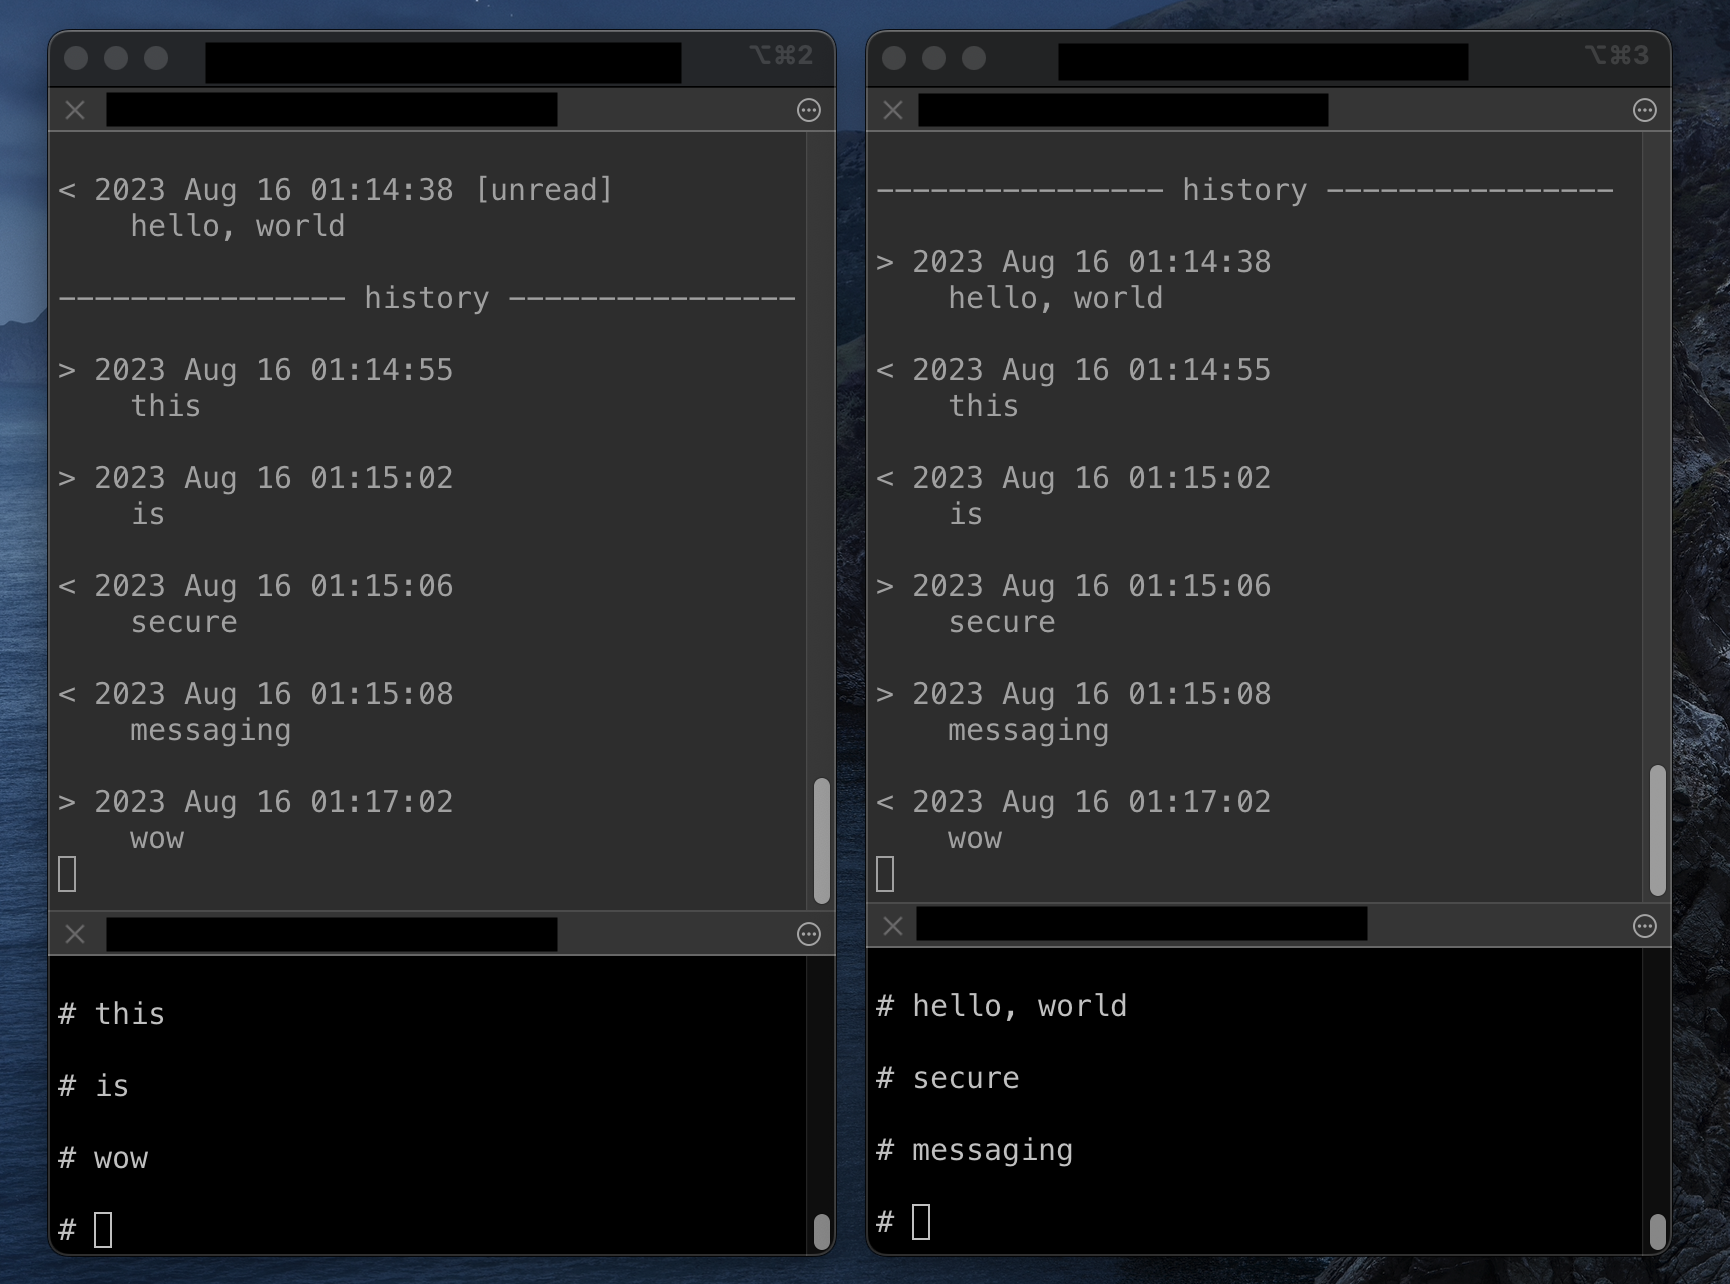 ⌥⌘2
< 2023 Aug 16 01:14:38 [unread]
hello, world
---------------- history ----------------
> 2023 Aug 16 01:14:55
this
> 2023 Aug 16 01:15:02
is
< 2023 Aug 16 01:15:06
secure
< 2023 Aug 16 01:15:08
messaging
> 2023 Aug 16 01:17:02
wow
# this
# is
# wow
#
⌥⌘3
---------------- history ----------------
> 2023 Aug 16 01:14:38
hello, world
< 2023 Aug 16 01:14:55
this
< 2023 Aug 16 01:15:02
is
> 2023 Aug 16 01:15:06
secure
> 2023 Aug 16 01:15:08
messaging
< 2023 Aug 16 01:17:02
wow
# hello, world
# secure
# messaging
#